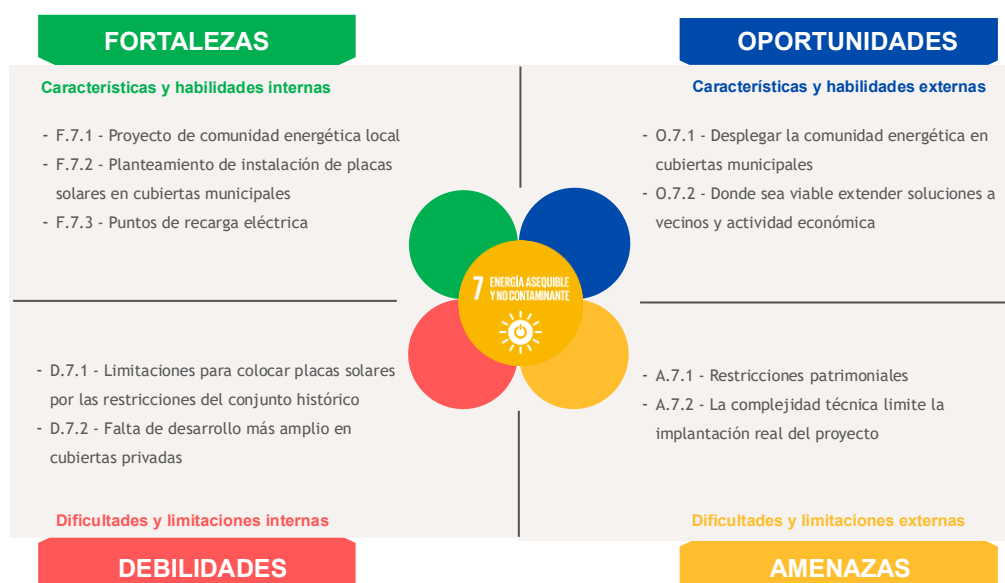 FORTALEZAS
Características y habilidades internas
- F.7.1 - Proyecto de comunidad energética local
- F.7.2 - Planteamiento de instalación de placas
solares en cubiertas municipales
- F.7.3 - Puntos de recarga eléctrica
OPORTUNIDADES
Características y habilidades externas
- O.7.1 - Desplegar la comunidad energética en
cubiertas municipales
- O.7.2 - Donde sea viable extender soluciones a
vecinos y actividad económica
7 ENERGÍA ASEQUIBLE
Y NO CONTAMINANTE
- D.7.1 - Limitaciones para colocar placas solares
por las restricciones del conjunto histórico
- D.7.2 - Falta de desarrollo más amplio en
cubiertas privadas
Dificultades y limitaciones internas
DEBILIDADES
- A.7.1 - Restricciones patrimoniales
- A.7.2 - La complejidad técnica limite la
implantación real del proyecto
Dificultades y limitaciones externas
AMENAZAS